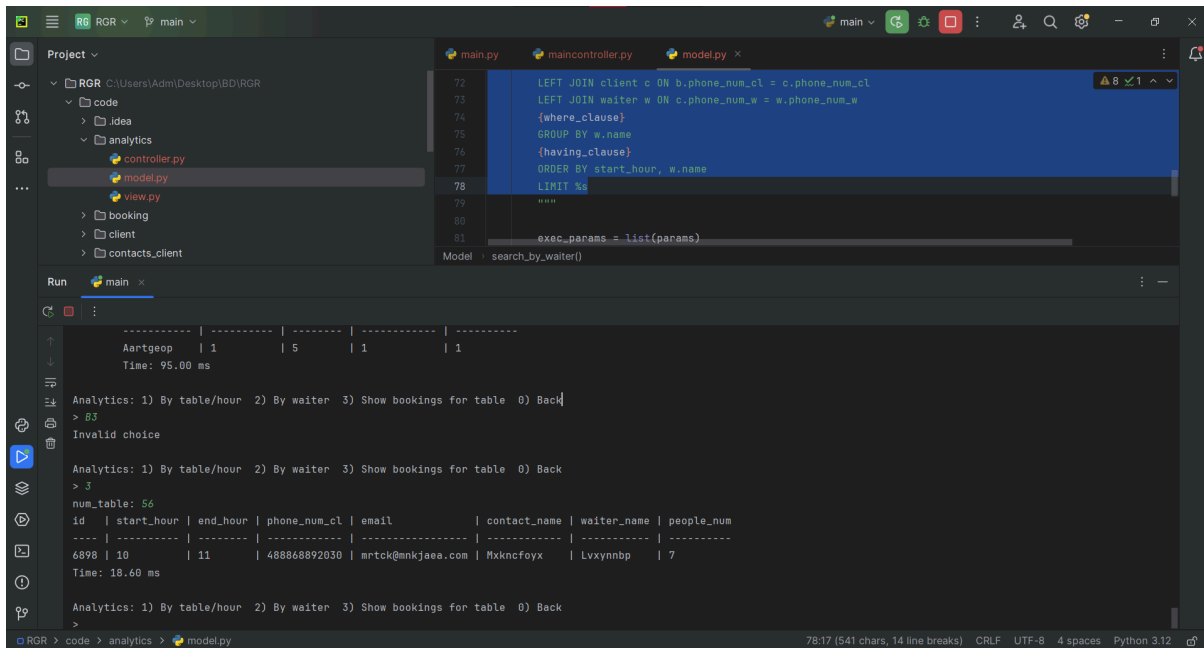 RG RGR main main
Project
main.py maincontroller.py model.py
RGR C:\Users\Adm\Desktop\BD\RGR
code
.idea
analytics
controller.py
model.py
view.py
booking
client
contacts_client
72 LEFT JOIN client c ON b.phone_num_cl = c.phone_num_cl
73 LEFT JOIN waiter w ON c.phone_num_w = w.phone_num_w
74 {where_clause}
75 GROUP BY w.name
76 {having_clause}
77 ORDER BY start_hour, w.name
78 LIMIT %s
79 """
80
81 exec_params = list(params)
8 1
Model search_by_waiter()
Run main
----------- | ---------- | -------- | ------------ | ----------
Aartgeop | 1 | 5 | 1 | 1
Time: 95.00 ms
Analytics: 1) By table/hour 2) By waiter 3) Show bookings for table 0) Back
> B3
Invalid choice
Analytics: 1) By table/hour 2) By waiter 3) Show bookings for table 0) Back
> 3
num_table: 56
id | start_hour | end_hour | phone_num_cl | email | contact_name | waiter_name | people_num
---- | ---------- | -------- | ------------ | ----------------- | ------------ | ----------- | ----------
6898 | 10 | 11 | 488868892030 | mrtck@mnkjaea.com | Mxkncfoyx | Lvxynnbp | 7
Time: 18.60 ms
Analytics: 1) By table/hour 2) By waiter 3) Show bookings for table 0) Back
>
RGR > code > analytics > model.py 78:17 (541 chars, 14 line breaks) CRLF UTF-8 4 spaces Python 3.12